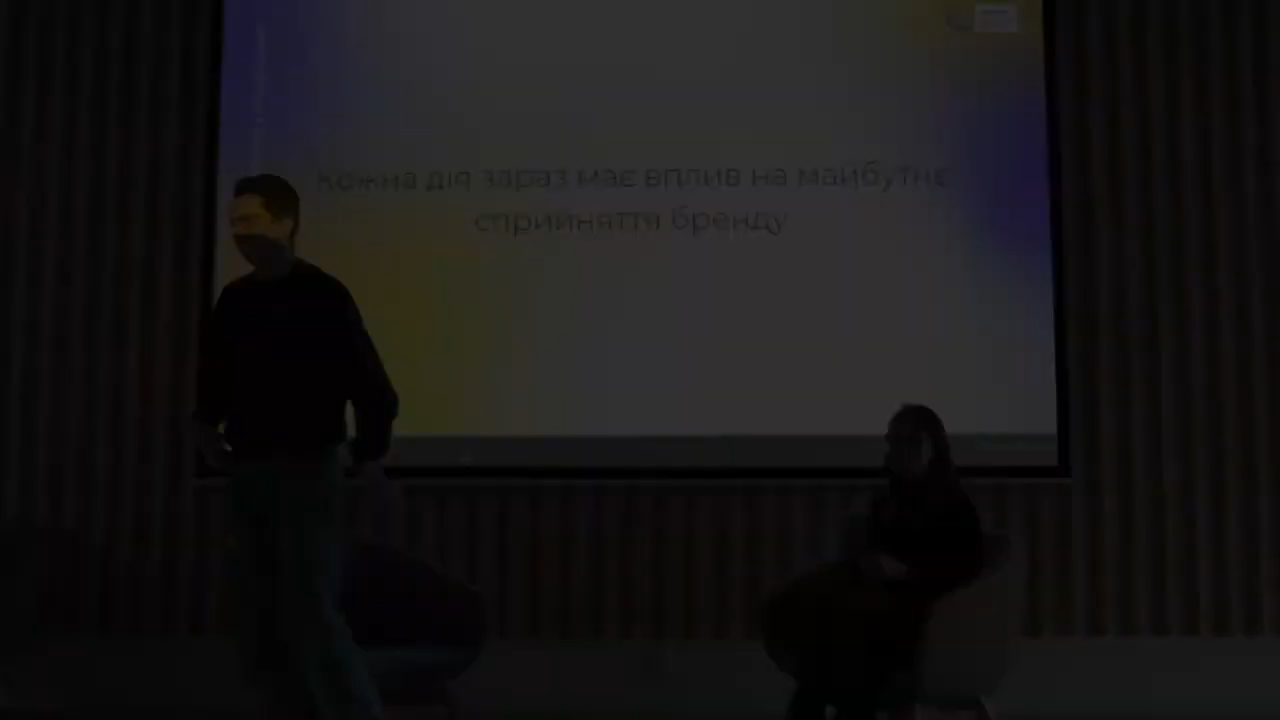 Кожна дія зараз має вплив на майбутнє
сприйняття бренду